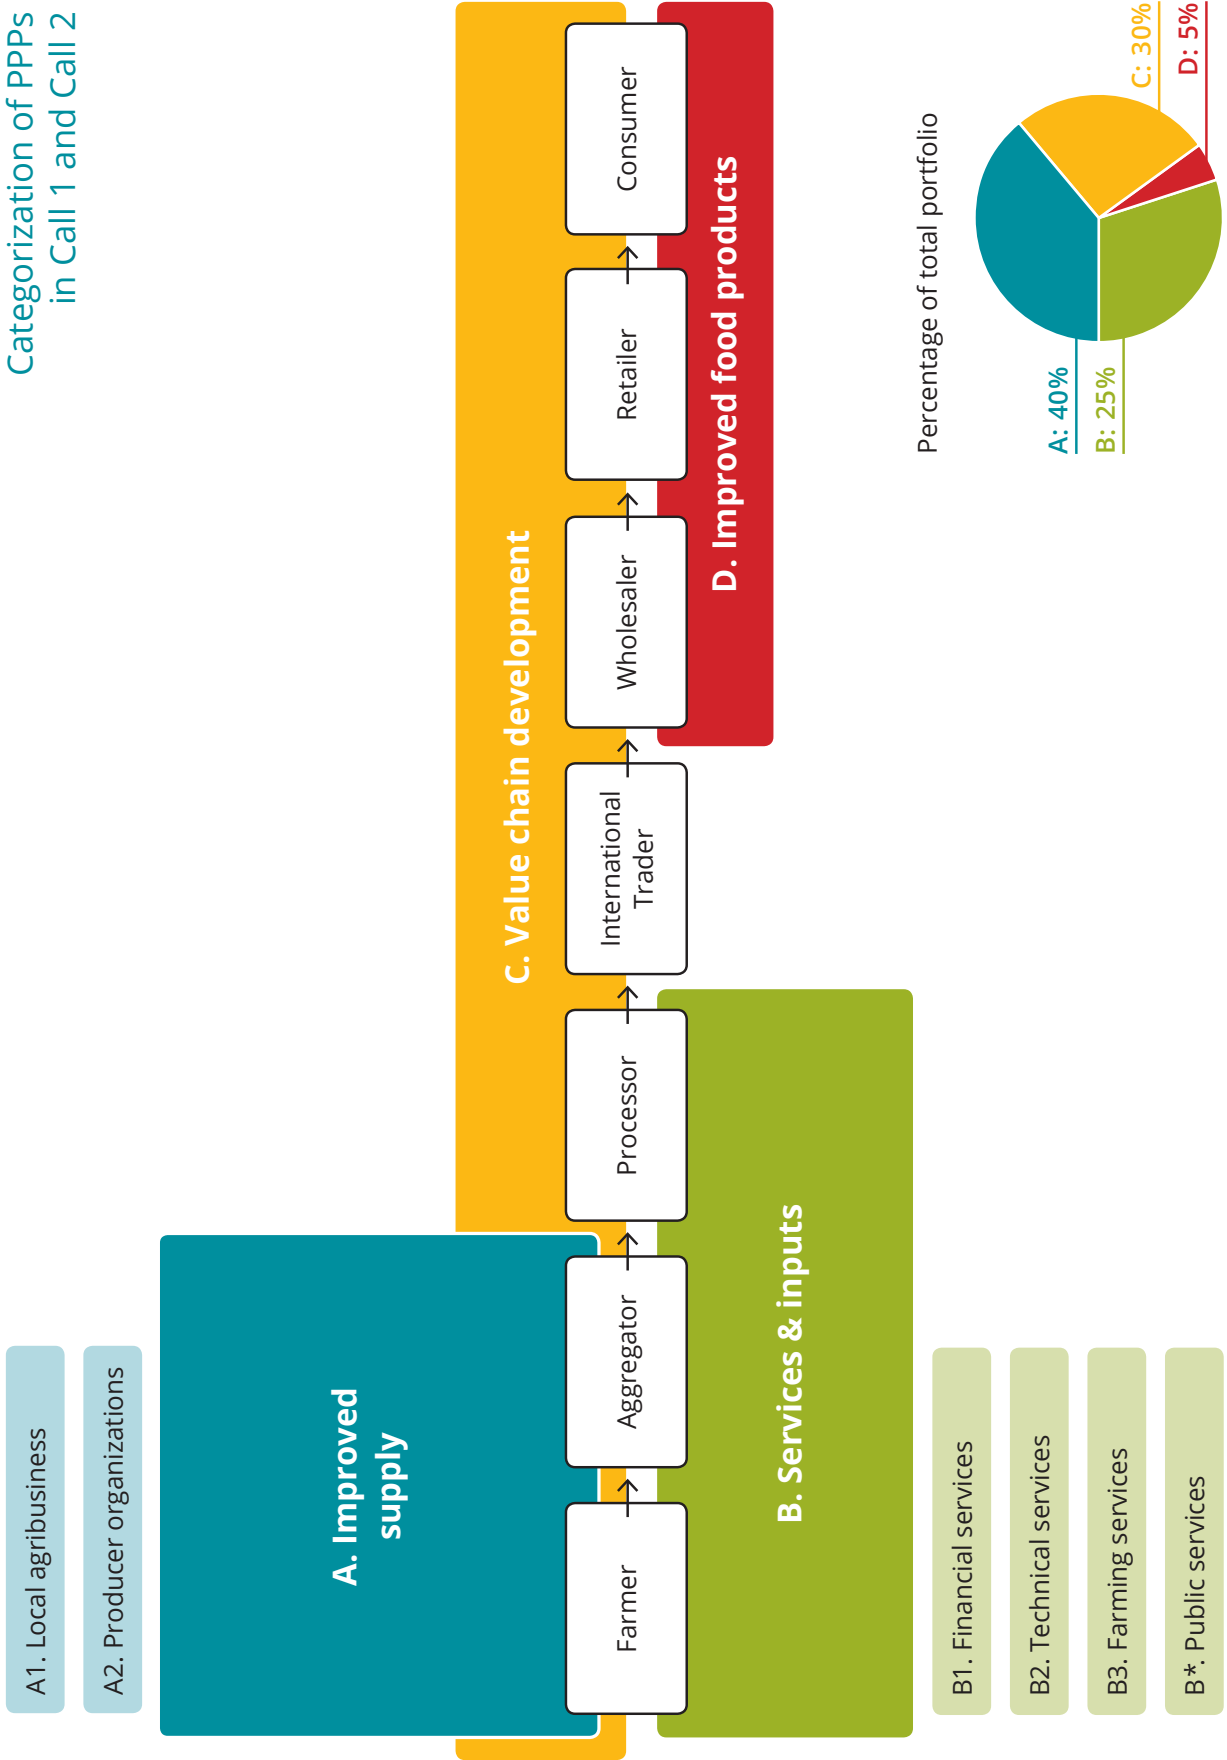 Categorization of PPPs
in Call 1 and Call 2
A1. Local agribusiness
A2. Producer organizations
A. Improved
supply
C. Value chain development
Farmer
Aggregator
Processor
International
Trader
Wholesaler
Retailer
Consumer
B. Services & inputs
D. Improved food products
B1. Financial services
B2. Technical services
B3. Farming services
B*. Public services
Percentage of total portfolio
A: 40%
B: 25%
C: 30%
D: 5%